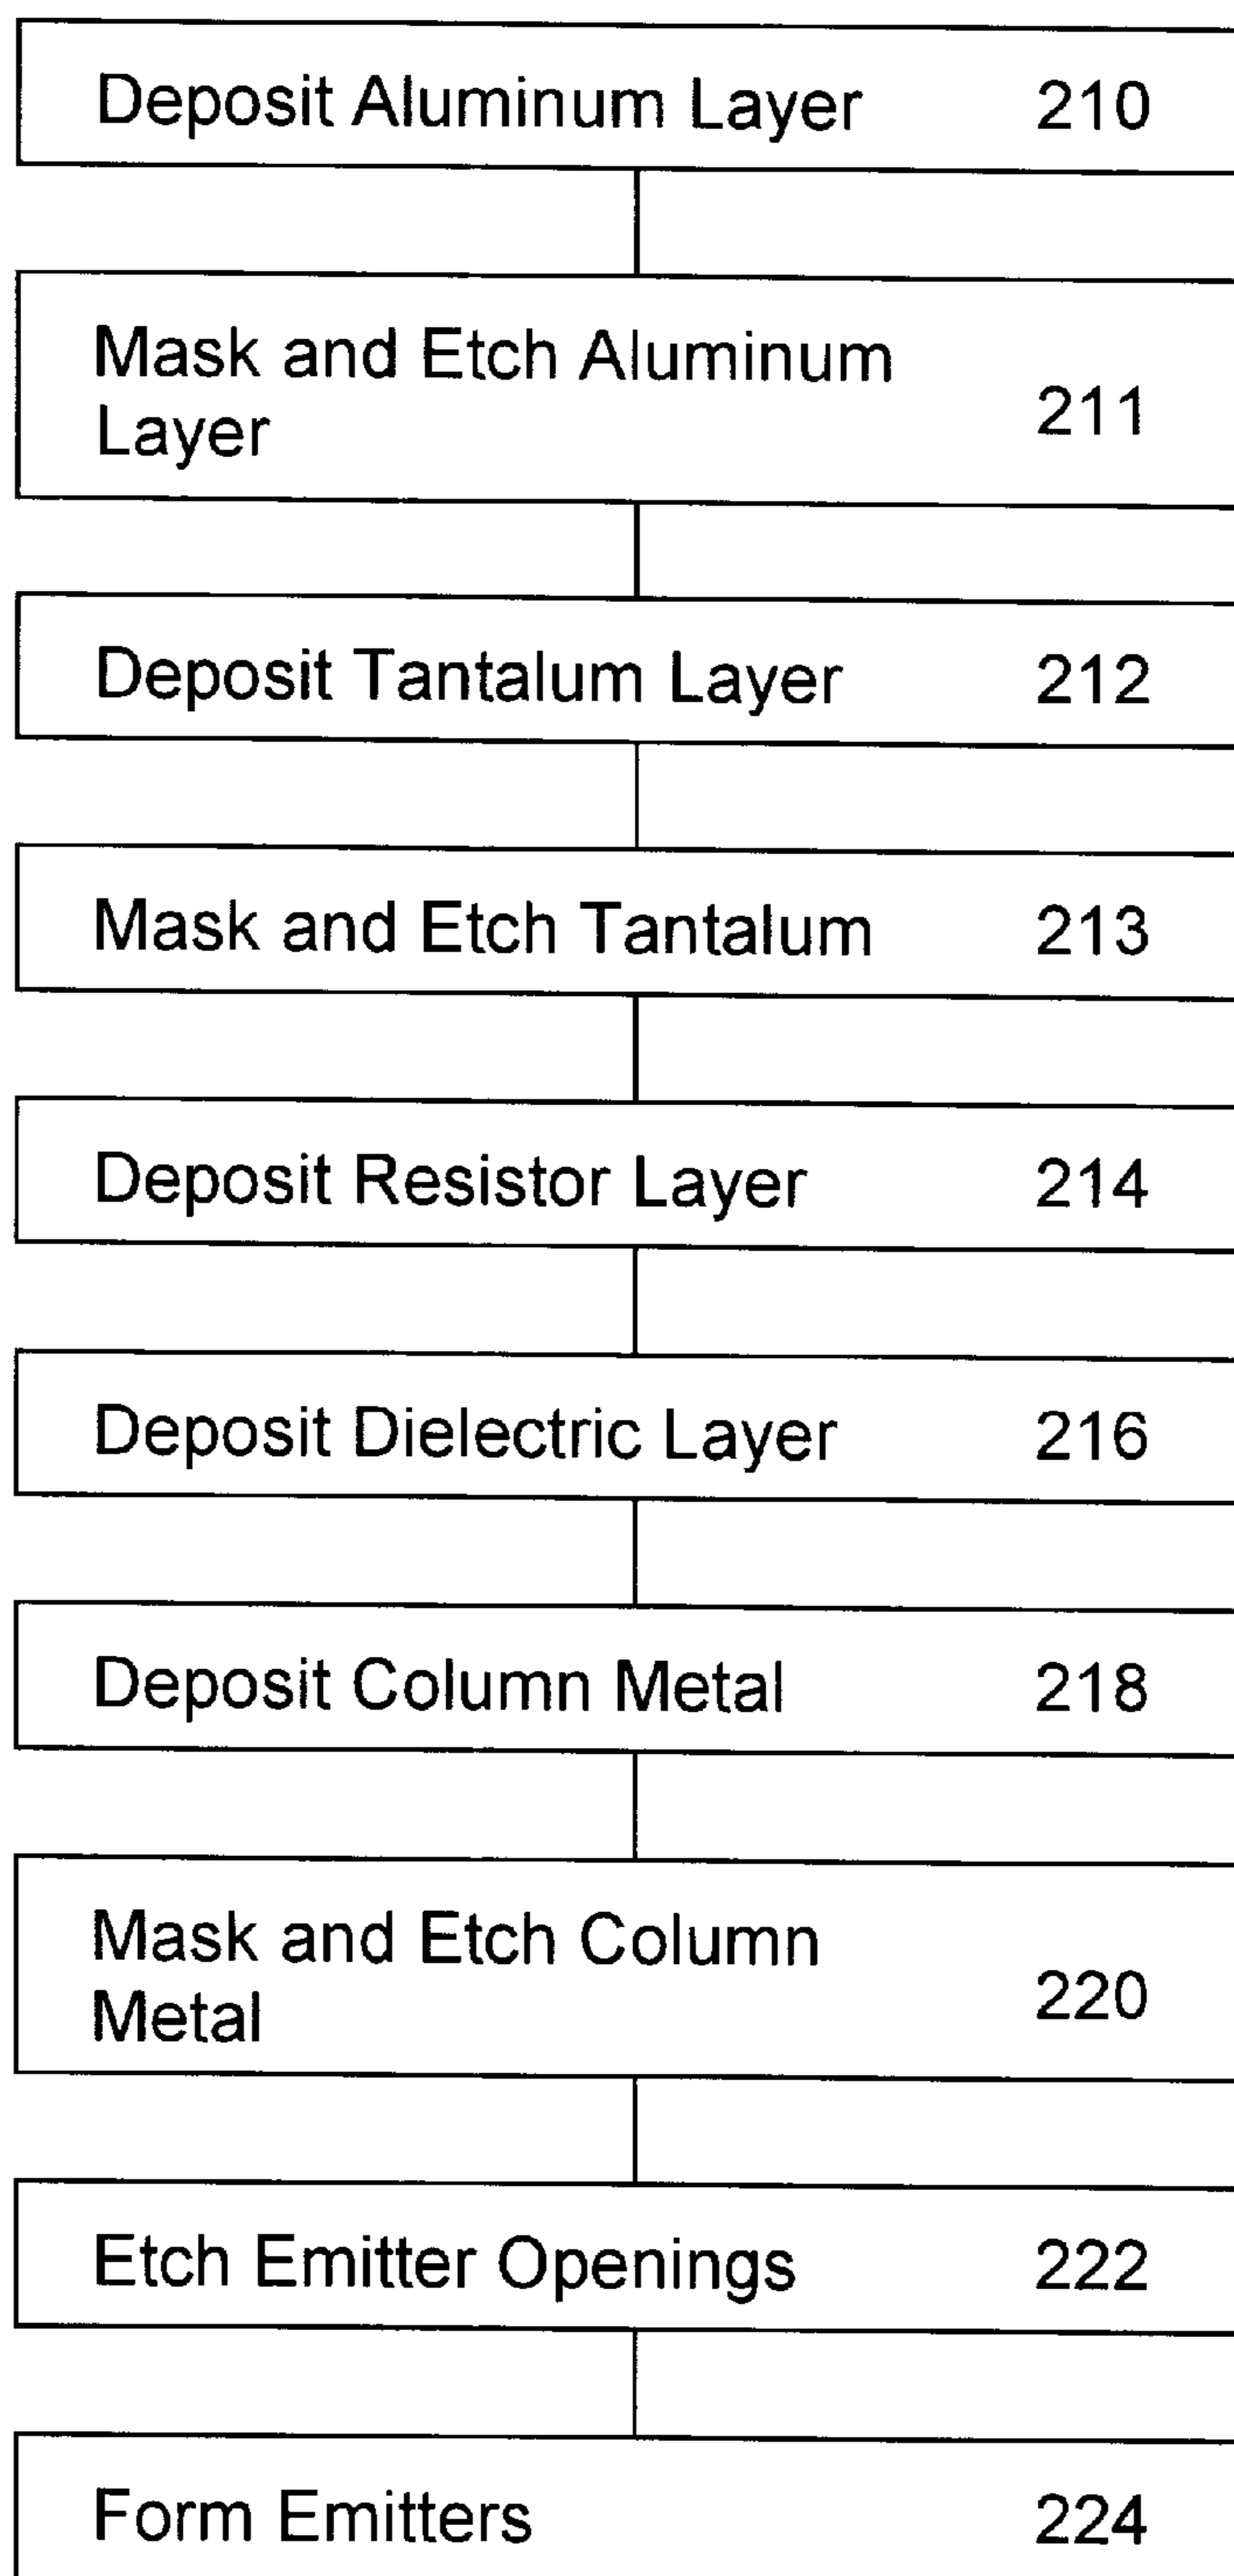 Deposit Aluminum Layer 210
Mask and Etch Aluminum
Layer 211
Deposit Tantalum Layer 212
Mask and Etch Tantalum 213
Deposit Resistor Layer 214
Deposit Dielectric Layer 216
Deposit Column Metal 218
Mask and Etch Column
Metal 220
Etch Emitter Openings 222
Form Emitters 224